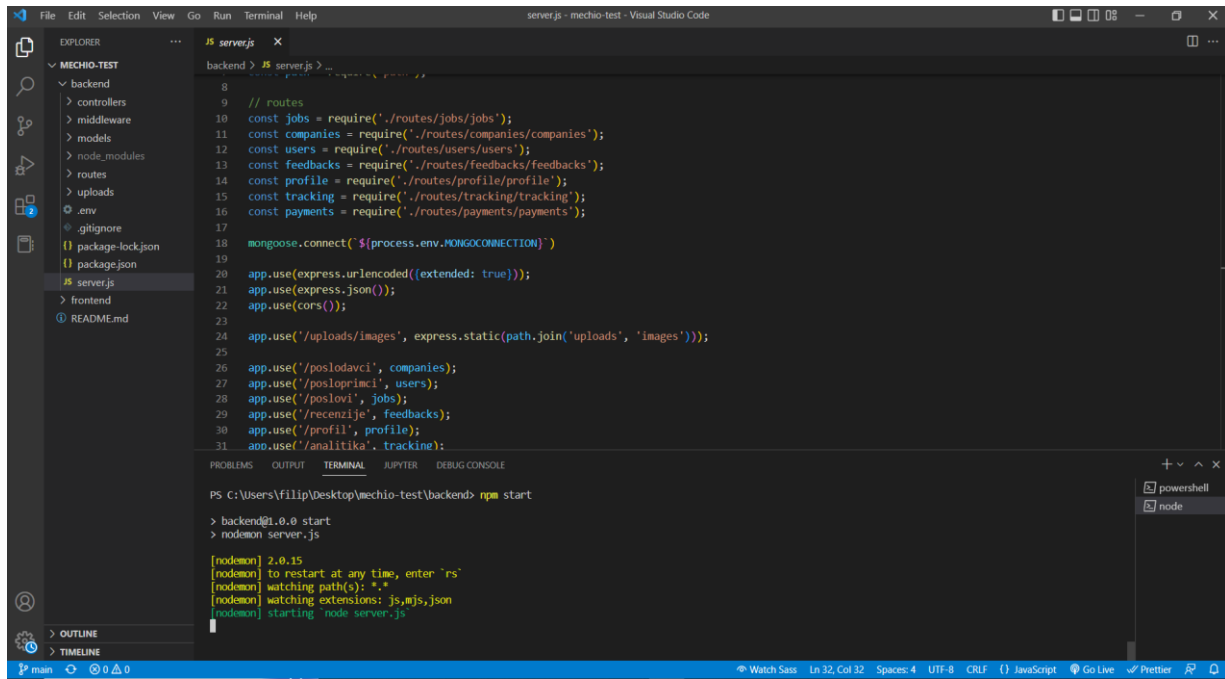 File Edit Selection View Go Run Terminal Help
server.js - mechio-test - Visual Studio Code
EXPLORER
MECHIO-TEST
backend
controllers
middleware
models
node_modules
routes
uploads
.env
.gitignore
{} package-lock.json
{} package.json
JS server.js
frontend
README.md
OUTLINE
TIMELINE
2
JS server.js
backend > JS server.js > ...
const path = require('path');
8
9 // routes
10 const jobs = require('./routes/jobs/jobs');
11 const companies = require('./routes/companies/companies');
12 const users = require('./routes/users/users');
13 const feedbacks = require('./routes/feedbacks/feedbacks');
14 const profile = require('./routes/profile/profile');
15 const tracking = require('./routes/tracking/tracking');
16 const payments = require('./routes/payments/payments');
17
18 mongoose.connect(`${process.env.MONGOCONNECTION}`)
19
20 app.use(express.urlencoded({extended: true}));
21 app.use(express.json());
22 app.use(cors());
23
24 app.use('/uploads/images', express.static(path.join('uploads', 'images')));
25
26 app.use('/poslodavci', companies);
27 app.use('/posloprimci', users);
28 app.use('/poslovi', jobs);
29 app.use('/recenzije', feedbacks);
30 app.use('/profil', profile);
31 app.use('/analitika', tracking);
PROBLEMS OUTPUT TERMINAL JUPYTER DEBUG CONSOLE
PS C:\Users\filip\Desktop\mechio-test\backend> npm start
> backend@1.0.0 start
> nodemon server.js
[nodemon] 2.0.15
[nodemon] to restart at any time, enter `rs`
[nodemon] watching path(s): *.*
[nodemon] watching extensions: js,mjs,json
[nodemon] starting `node server.js`
powershell
node
main 0 0 Watch Sass Ln 32, Col 32 Spaces: 4 UTF-8 CRLF {} JavaScript Go Live Prettier